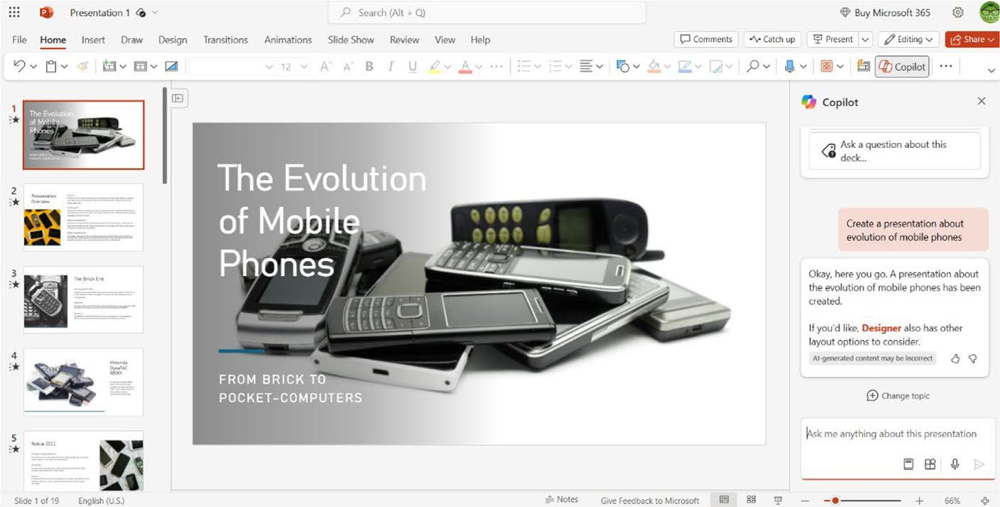 Presentation 1
Search (Alt + Q)
Buy Microsoft 365
File Home Insert Draw Design Transitions Animations Slide Show Review View Help
Comments Catch up Present Editing Share
12 B I U Copilot
1
The Evolution
of Mobile
Phones
2
Presentation
Overview
3
The Brick Era
4
Motorola
DynaTAC
8000X
5
Nokia 1011
The Evolution
of Mobile
Phones
FROM BRICK TO
POCKET-COMPUTERS
Copilot
Ask a question about this
deck...
Create a presentation about
evolution of mobile phones
Okay, here you go. A presentation about
the evolution of mobile phones has been
created.
If you'd like, Designer also has other
layout options to consider.
AI-generated content may be incorrect
Change topic
Ask me anything about this presentation
Slide 1 of 19 English (U.S.) Notes Give Feedback to Microsoft 66%